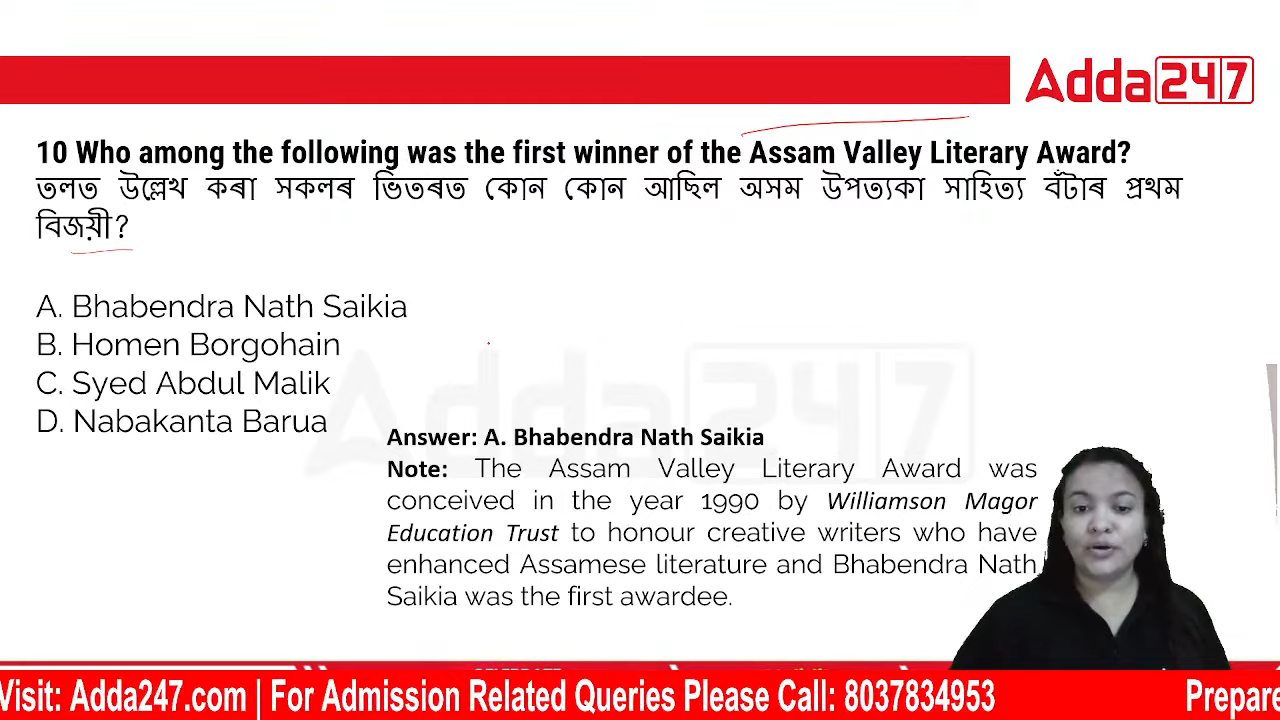 Adda247
10 Who among the following was the first winner of the Assam Valley Literary Award?
তলত উল্লেখ কৰা সকলৰ ভিতৰত কোন কোন আছিল অসম উপত্যকা সাহিত্য বঁটাৰ প্ৰথম
বিজয়ী?
A. Bhabendra Nath Saikia
B. Homen Borgohain
C. Syed Abdul Malik
D. Nabakanta Barua
Adda247
Answer: A. Bhabendra Nath Saikia
Note: The Assam Valley Literary Award was
conceived in the year 1990 by Williamson Magor
Education Trust to honour creative writers who have
enhanced Assamese literature and Bhabendra Nath
Saikia was the first awardee.
Visit: Adda247.com | For Admission Related Queries Please Call: 8037834953
Prepare